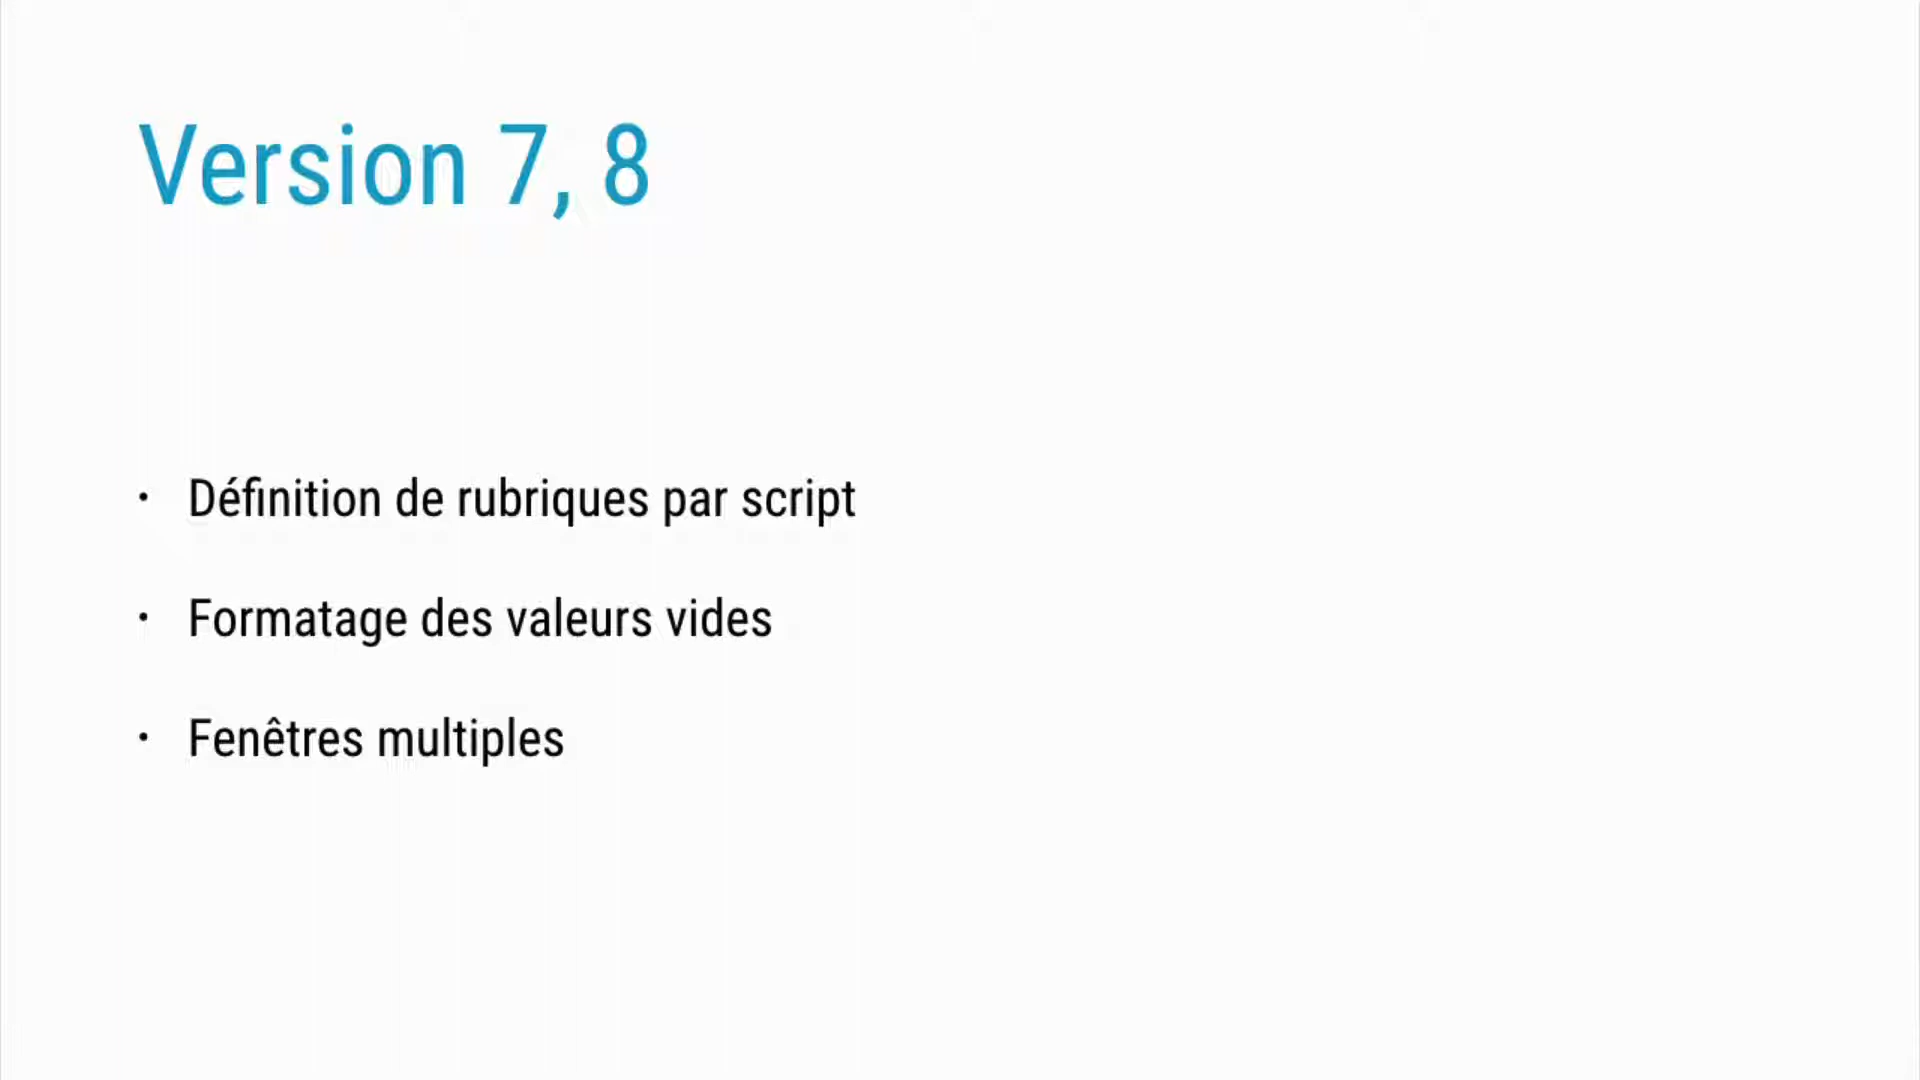 Version 7, 8
• Définition de rubriques par script
• Formatage des valeurs vides
• Fenêtres multiples